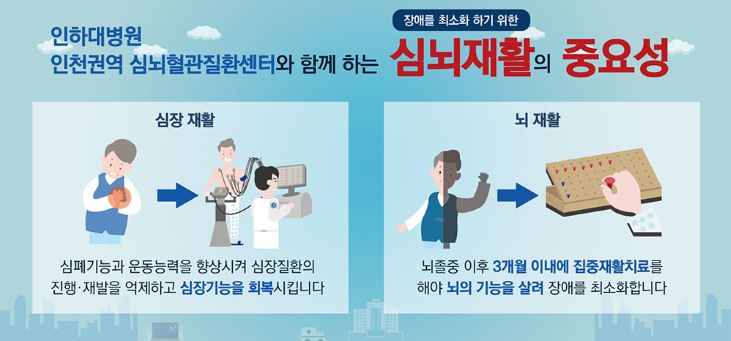 장애를 최소화 하기 위한
인하대병원
인천권역 심뇌혈관질환센터와 함께 하는 심뇌재활의 중요성
심장 재활
심폐기능과 운동능력을 향상시켜 심장질환의
진행·재발을 억제하고 심장기능을 회복시킵니다
뇌 재활
뇌졸중 이후 3개월 이내에 집중재활치료를
해야 뇌의 기능을 살려 장애를 최소화합니다